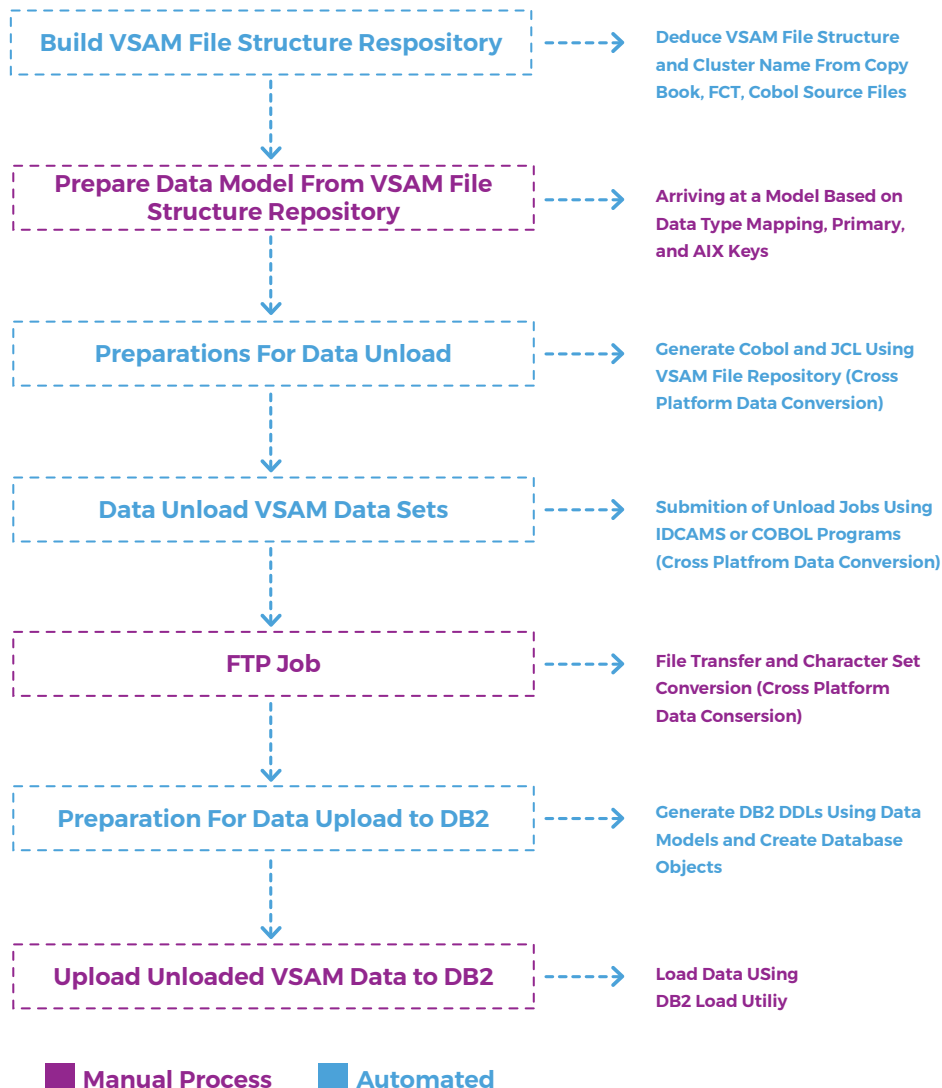 Build VSAM File Structure Respository
Deduce VSAM File Structure
and Cluster Name From Copy
Book, FCT, Cobol Source Files
Prepare Data Model From VSAM File
Structure Repository
Arriving at a Model Based on
Data Type Mapping, Primary,
and AIX Keys
Preparations For Data Unload
Generate Cobol and JCL Using
VSAM File Repository (Cross
Platform Data Conversion)
Data Unload VSAM Data Sets
Submition of Unload Jobs Using
IDCAMS or COBOL Programs
(Cross Platfrom Data Conversion)
FTP Job
File Transfer and Character Set
Conversion (Cross Platform
Data Consersion)
Preparation For Data Upload to DB2
Generate DB2 DDLs Using Data
Models and Create Database
Objects
Upload Unloaded VSAM Data to DB2
Load Data USing
DB2 Load Utiliy
Manual Process
Automated